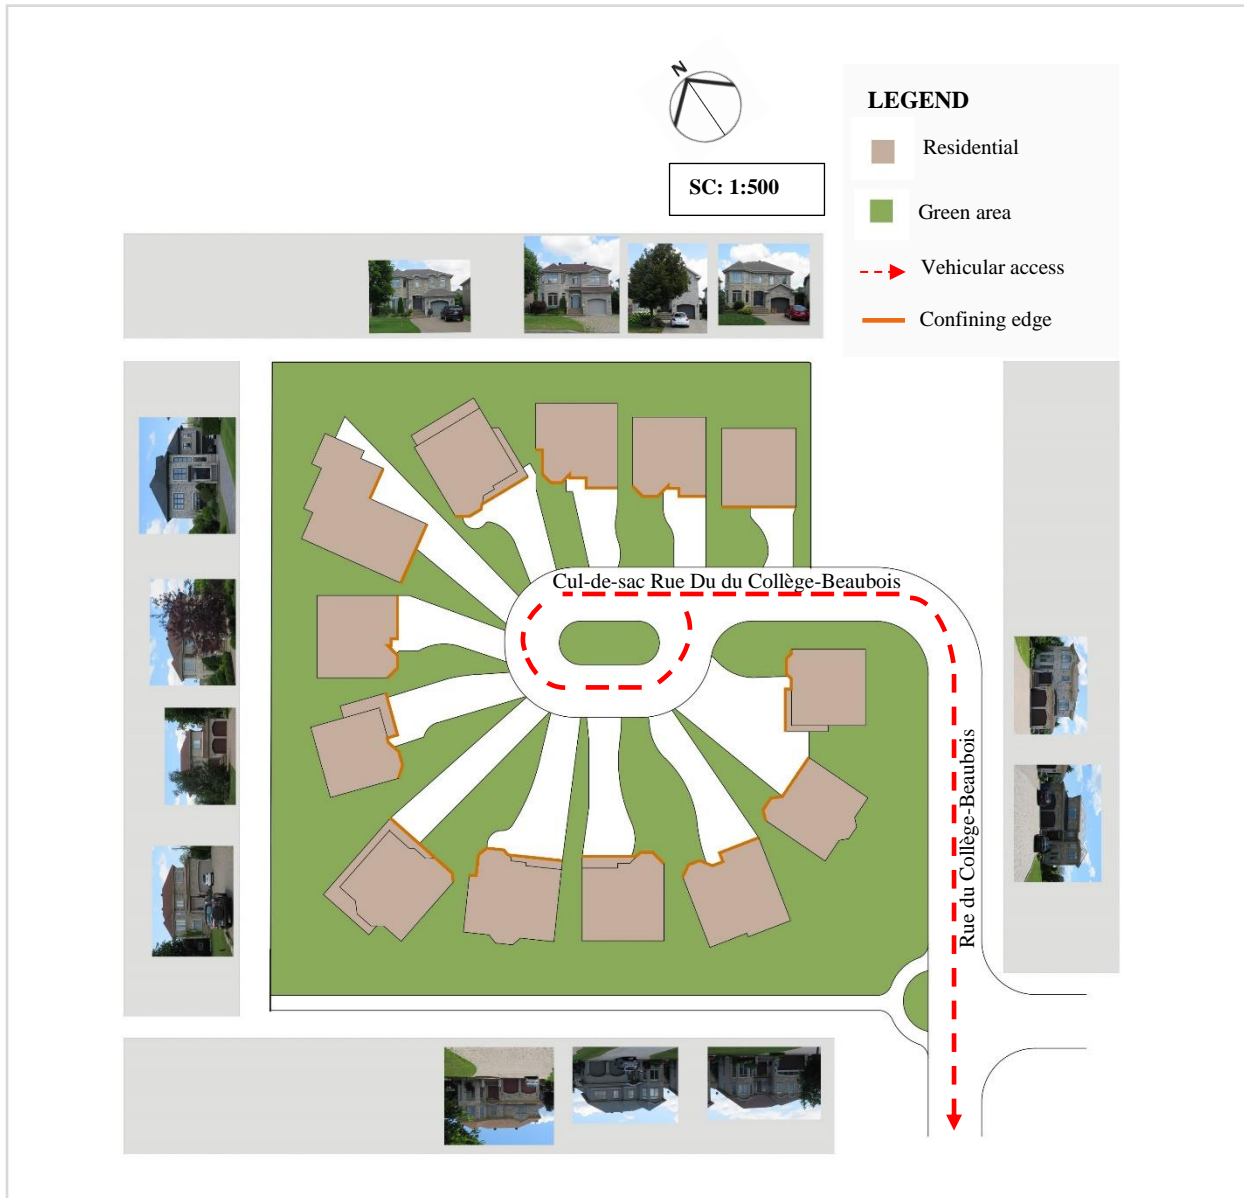 N
LEGEND
Residential
SC: 1:500
Green area
Vehicular access
Confining edge
Cul-de-sac Rue Du du Collège-Beaubois
Rue du Collège-Beaubois